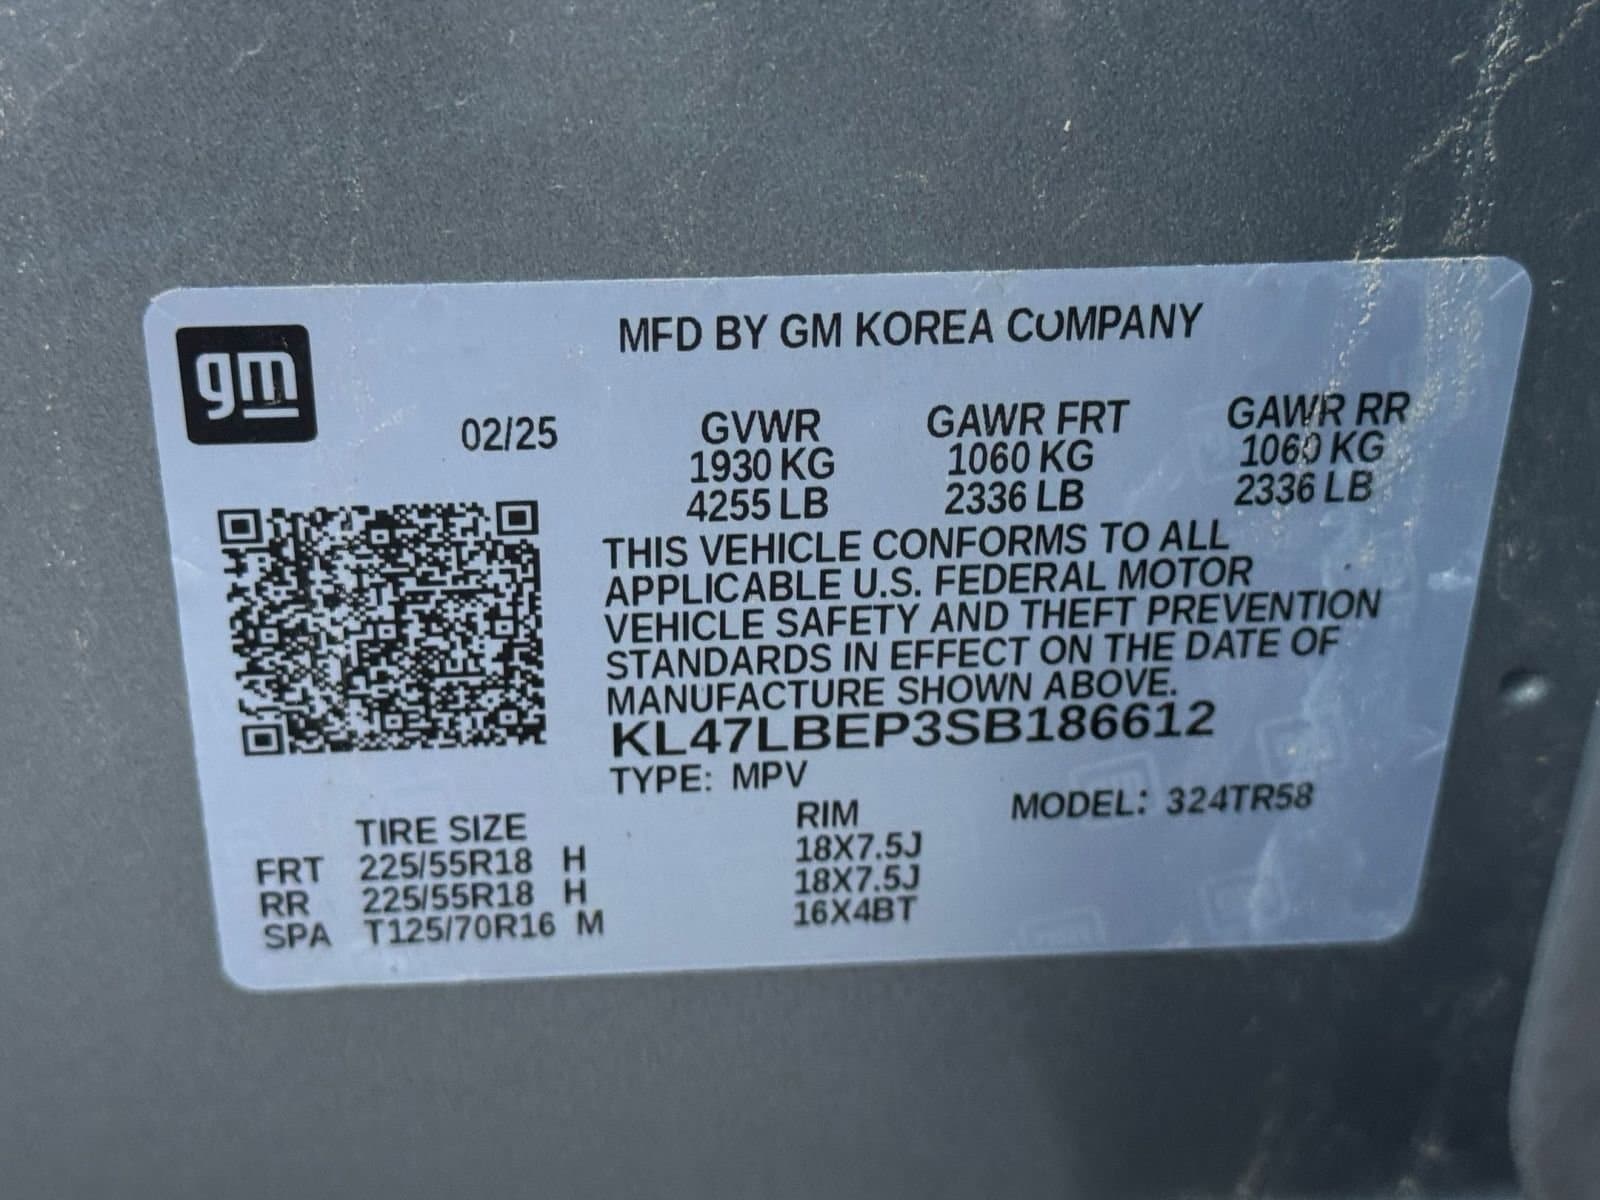 gm
MFD BY GM KOREA COMPANY
02/25 GVWR GAWR FRT GAWR RR
1930 KG 1060 KG 1060 KG
4255 LB 2336 LB 2336 LB
THIS VEHICLE CONFORMS TO ALL
APPLICABLE U.S. FEDERAL MOTOR
VEHICLE SAFETY AND THEFT PREVENTION
STANDARDS IN EFFECT ON THE DATE OF
MANUFACTURE SHOWN ABOVE.
KL47LBEP3SB186612
TYPE: MPV MODEL: 324TR58
TIRE SIZE RIM
FRT 225/55R18 H 18X7.5J
RR 225/55R18 H 18X7.5J
SPA T125/70R16 M 16X4BT